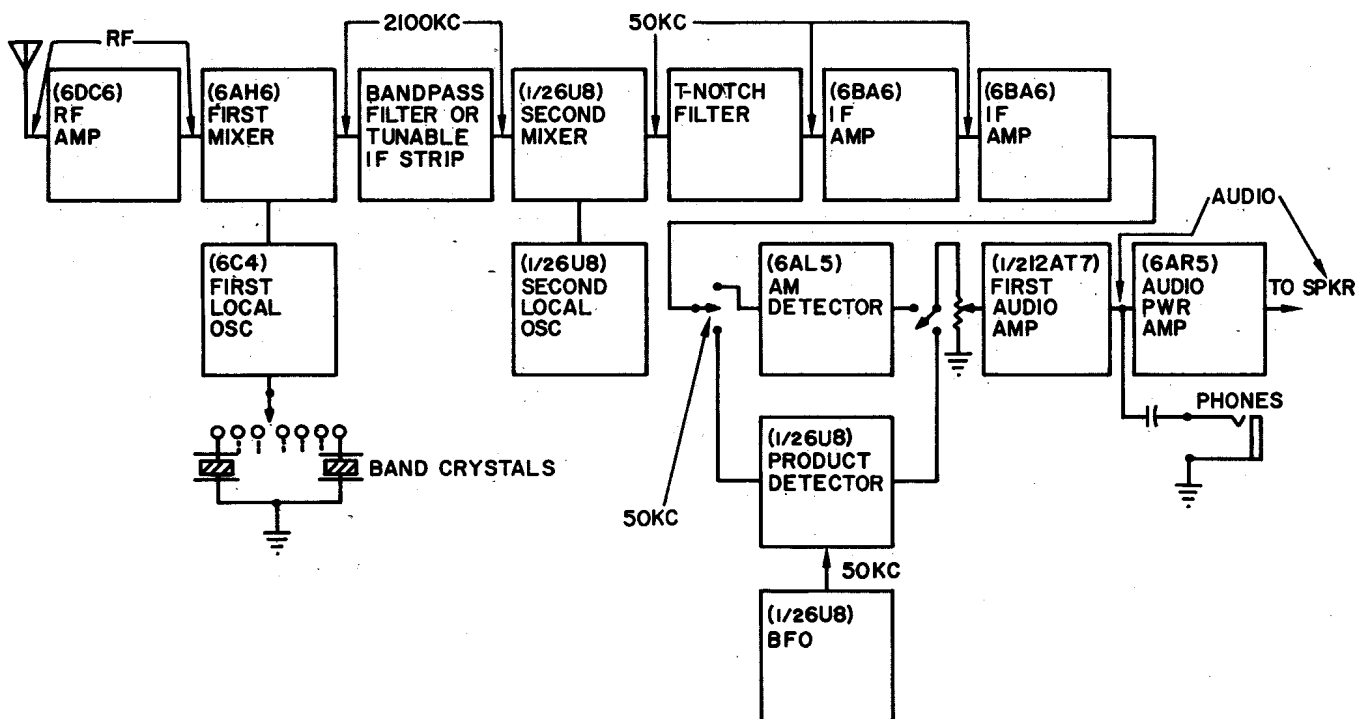 RF
2100KC
50KC
(6DC6)
RF
AMP
(6AH6)
FIRST
MIXER
BANDPASS
FILTER OR
TUNABLE
IF STRIP
(1/26U8)
SECOND
MIXER
T-NOTCH
FILTER
(6BA6)
IF
AMP
(6BA6)
IF
AMP
AUDIO
(6C4)
FIRST
LOCAL
OSC
(1/26U8)
SECOND
LOCAL
OSC
(6AL5)
AM
DETECTOR
(1/212AT7)
FIRST
AUDIO
AMP
(6AR5)
AUDIO
PWR
AMP
TO SPKR
PHONES
BAND CRYSTALS
(1/26U8)
PRODUCT
DETECTOR
50KC
50KC
(1/26U8)
BFO